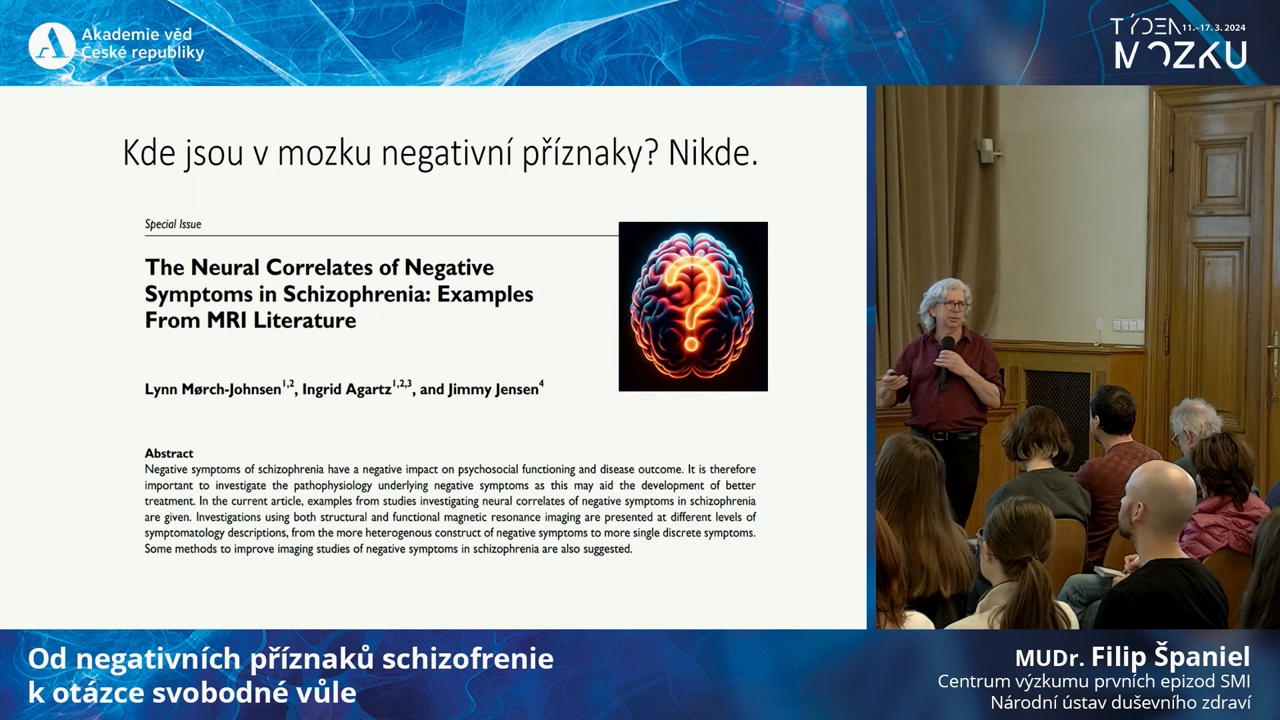 Akademie věd
České republiky
TÝDEN 11.–17. 3. 2024
MOZKU
Kde jsou v mozku negativní příznaky? Nikde.
Special Issue
The Neural Correlates of Negative
Symptoms in Schizophrenia: Examples
From MRI Literature
Lynn Mørch-Johnsen1,2, Ingrid Agartz1,2,3, and Jimmy Jensen4
Abstract
Negative symptoms of schizophrenia have a negative impact on psychosocial functioning and disease outcome. It is therefore
important to investigate the pathophysiology underlying negative symptoms as this may aid the development of better
treatment. In the current article, examples from studies investigating neural correlates of negative symptoms in schizophrenia
are given. Investigations using both structural and functional magnetic resonance imaging are presented at different levels of
symptomatology descriptions, from the more heterogenous construct of negative symptoms to more single discrete symptoms.
Some methods to improve imaging studies of negative symptoms in schizophrenia are also suggested.
Od negativních příznaků schizofrenie
k otázce svobodné vůle
MUDr. Filip Španiel
Centrum výzkumu prvních epizod SMI
Národní ústav duševního zdraví